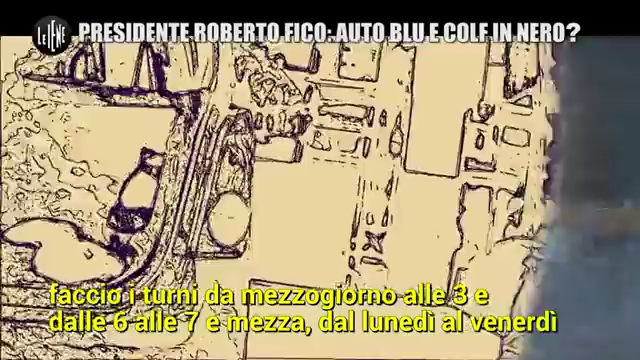 LE IENE
PRESIDENTE ROBERTO FICO: AUTO BLU E COLF IN NERO?
faccio i turni da mezzogiorno alle 3 e
dalle 6 alle 7 e mezza, dal lunedì al venerdì